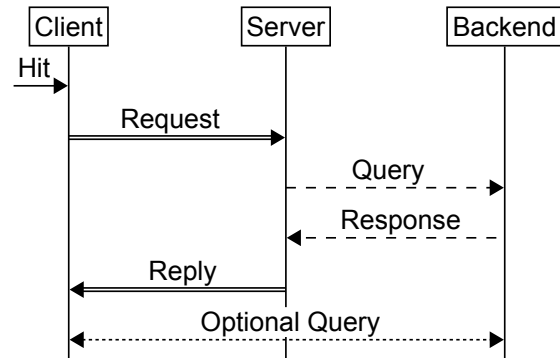 Client Server Backend
Hit
Request
Query
Response
Reply
Optional Query